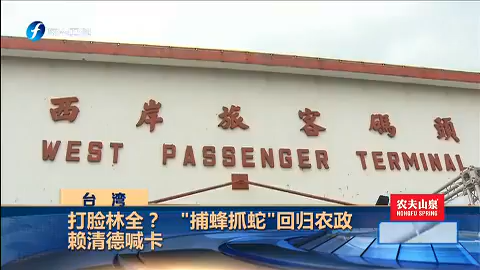 西岸旅客碼頭
WEST PASSENGER TERMINAL
台湾
打脸林全？ "捕蜂抓蛇"回归农政
赖清德喊卡
农夫山泉
NONGFU SPRING